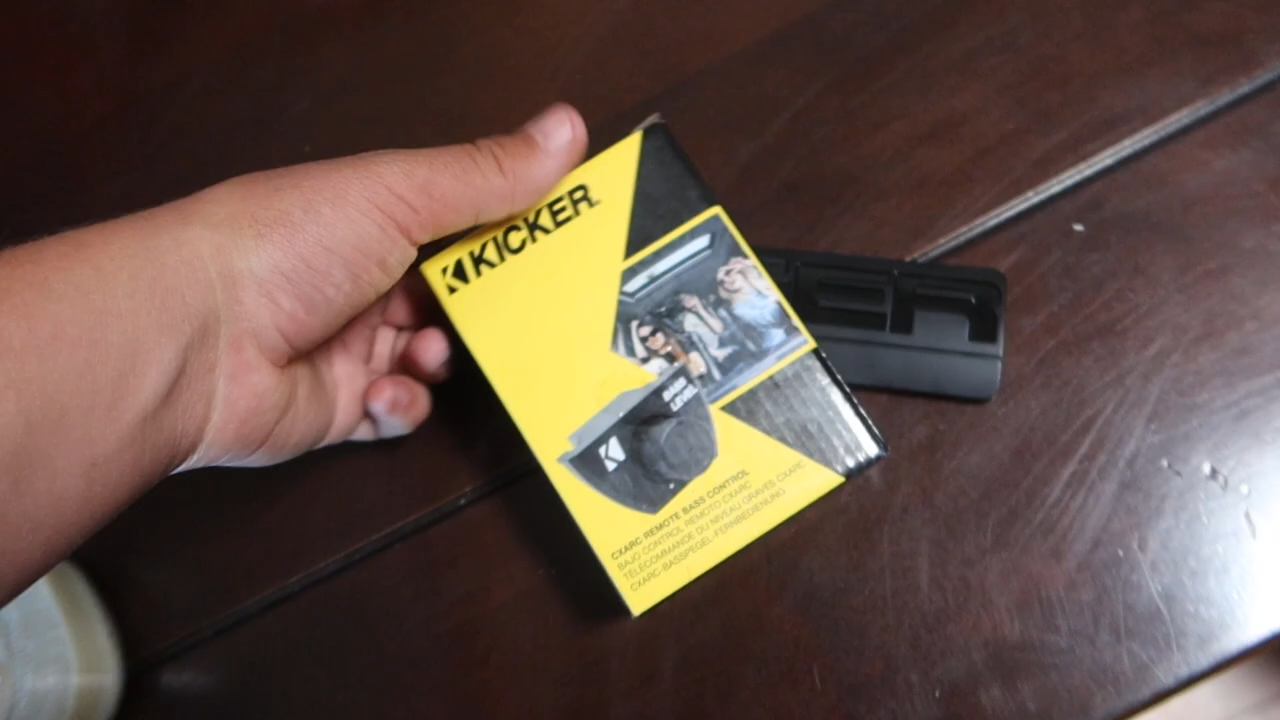 KICKER
BASS
LEVEL
CXARC REMOTE BASS CONTROL
BAJO CONTROL REMOTO CXARC
TÉLÉCOMMANDE DU NIVEAU GRAVES CXARC
CXARC-BASSPEGEL-FERNBEDIENUNG
ER